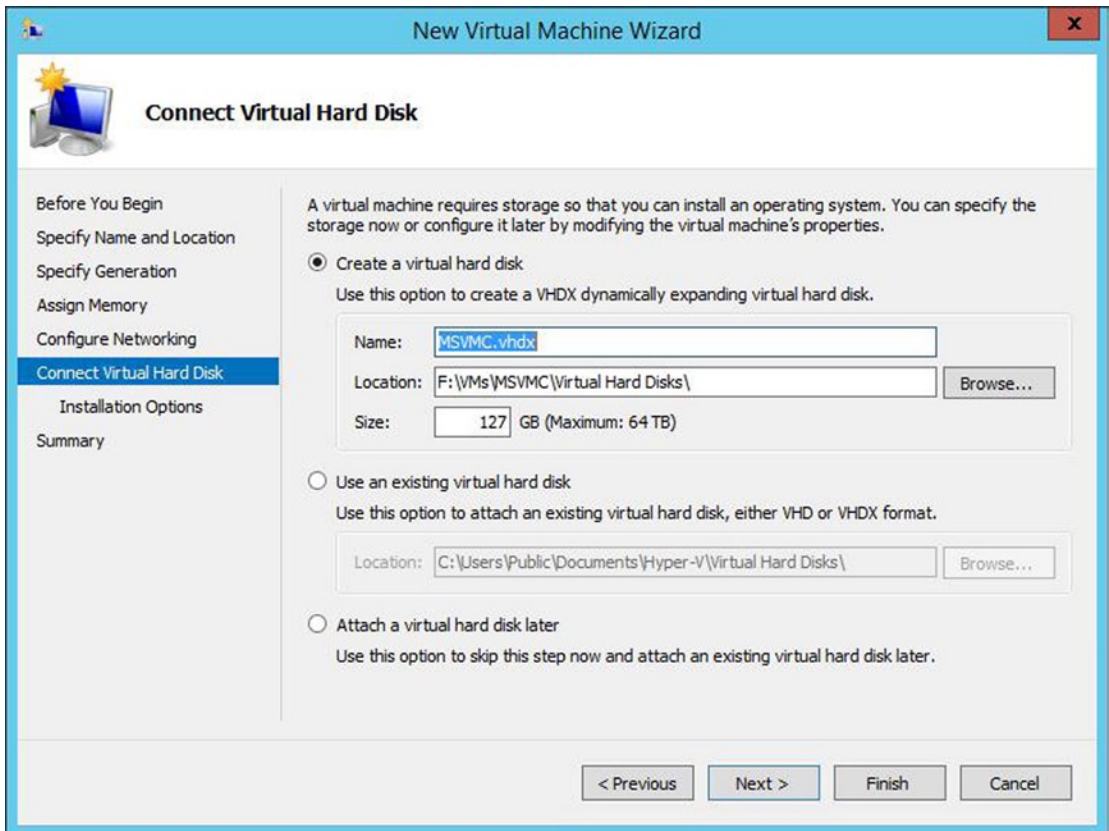 New Virtual Machine Wizard
x
Connect Virtual Hard Disk
Before You Begin
Specify Name and Location
Specify Generation
Assign Memory
Configure Networking
Connect Virtual Hard Disk
Installation Options
Summary
A virtual machine requires storage so that you can install an operating system. You can specify the
storage now or configure it later by modifying the virtual machine's properties.
Create a virtual hard disk
Use this option to create a VHDX dynamically expanding virtual hard disk.
Name: MSVMC.vhdx
Location: F:\VMs\MSVMC\Virtual Hard Disks\ Browse...
Size: 127 GB (Maximum: 64 TB)
Use an existing virtual hard disk
Use this option to attach an existing virtual hard disk, either VHD or VHDX format.
Location: C:\Users\Public\Documents\Hyper-V\Virtual Hard Disks\ Browse...
Attach a virtual hard disk later
Use this option to skip this step now and attach an existing virtual hard disk later.
< Previous Next > Finish Cancel